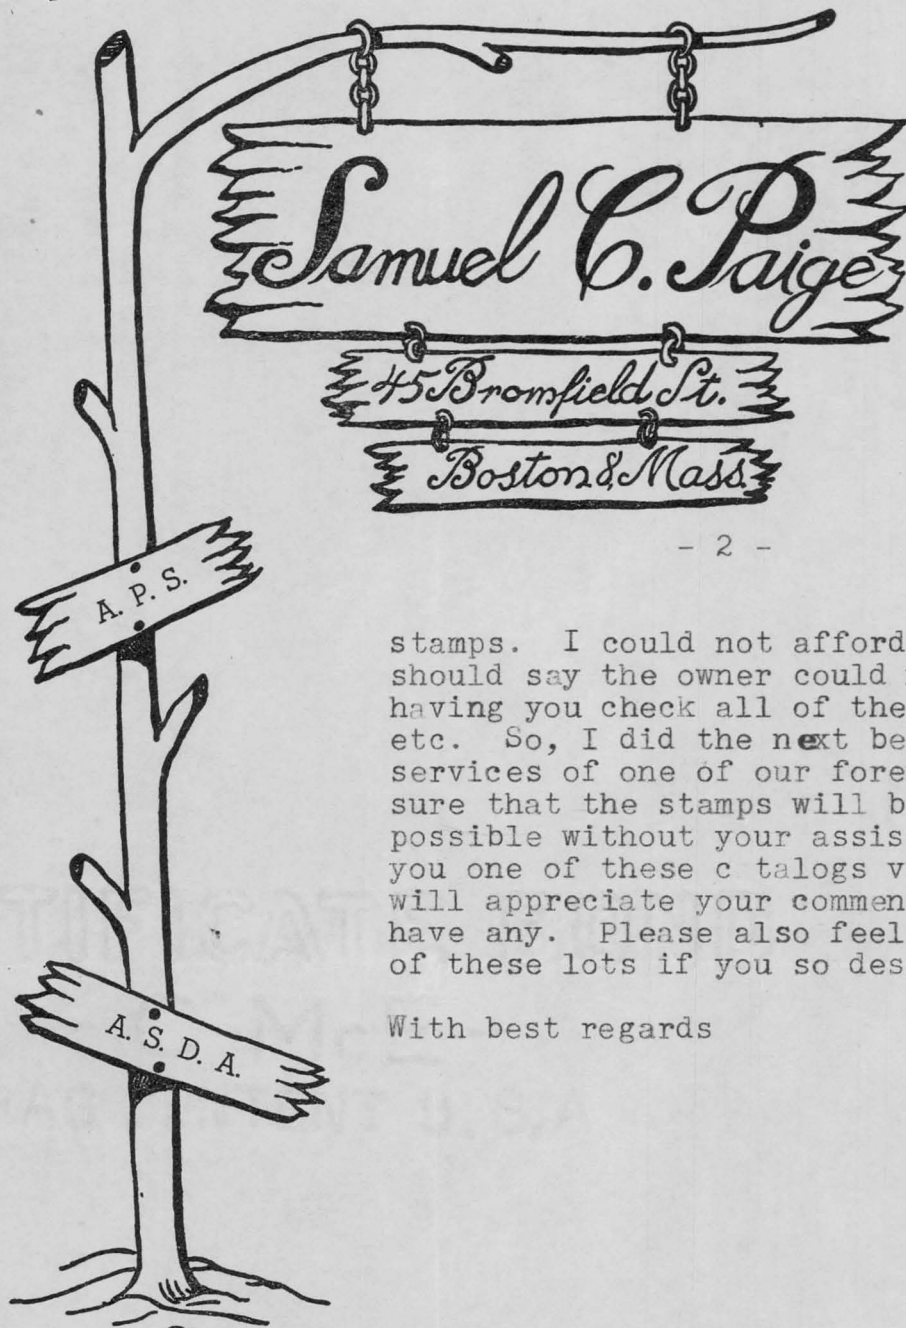 Samuel C. Paige
45 Bromfield St.
Boston 8, Mass.
- 2 -
A. P. S.
stamps. I could not afford
should say the owner could
having you check all of the
etc. So, I did the next be
services of one of our fore
sure that the stamps will b
possible without your assis
you one of these c talogs v
will appreciate your commen
have any. Please also feel
of these lots if you so des
With best regards
A. S. D. A.